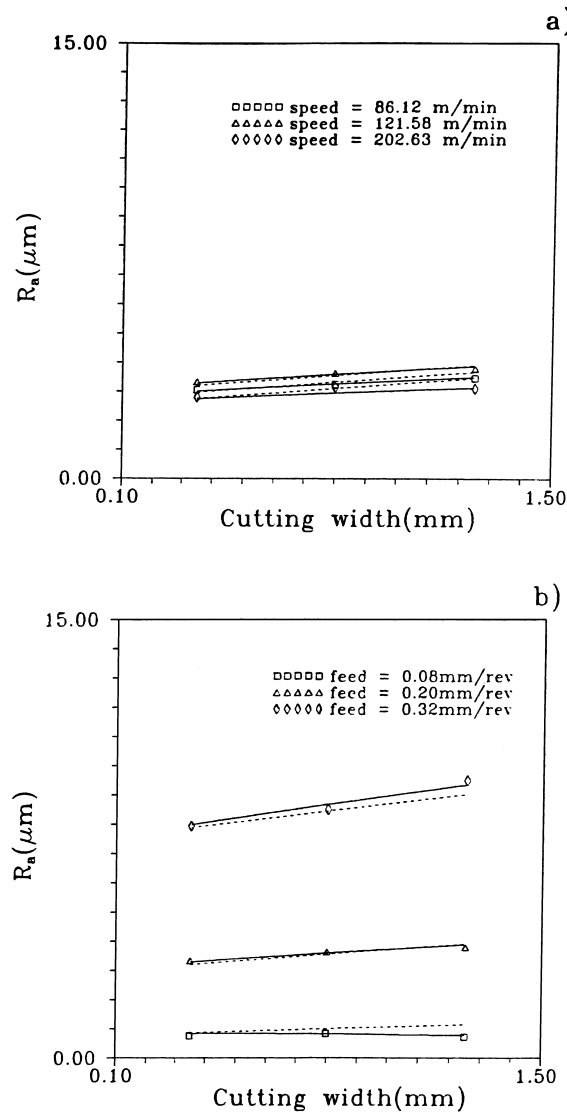 a)
15.00
□□□□□ speed = 86.12 m/min
△△△△△ speed = 121.58 m/min
◇◇◇◇◇ speed = 202.63 m/min
Ra(μm)
0.00
0.10
1.50
Cutting width(mm)
b)
15.00
□□□□□ feed = 0.08mm/rev
△△△△△ feed = 0.20mm/rev
◇◇◇◇◇ feed = 0.32mm/rev
Ra(μm)
0.00
0.10
1.50
Cutting width(mm)